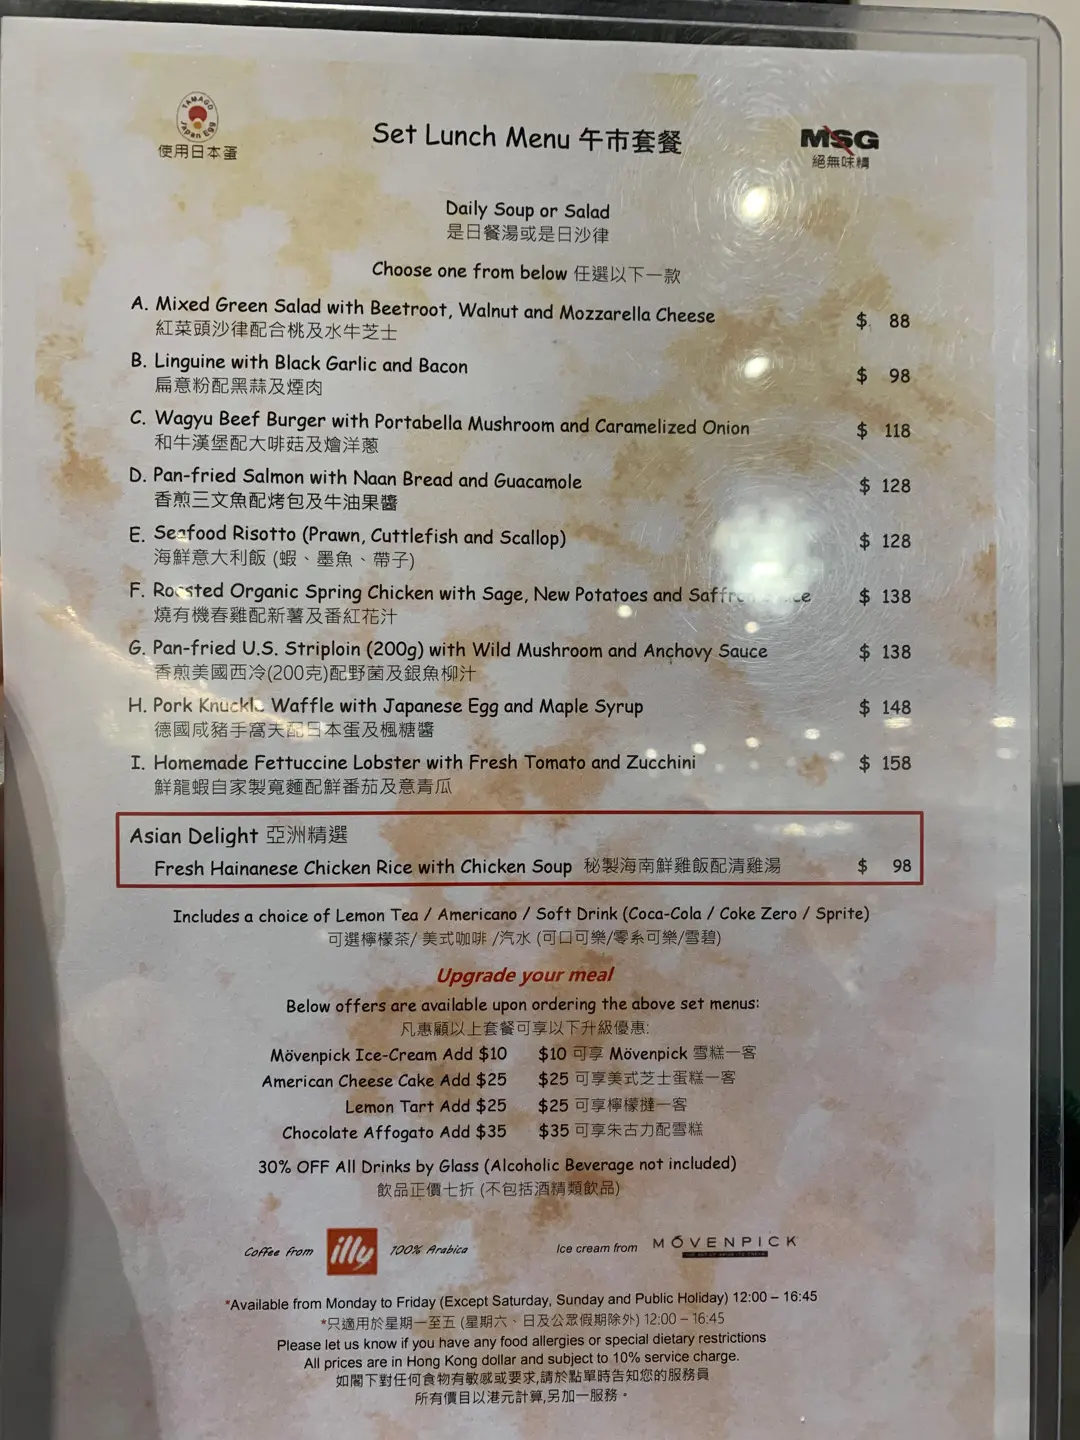 TAMAGO
Japan Egg
使用日本蛋
Set Lunch Menu 午市套餐
MSG
絕無味精
Daily Soup or Salad
是日餐湯或是日沙律
Choose one from below 任選以下一款
A. Mixed Green Salad with Beetroot, Walnut and Mozzarella Cheese $ 88
紅菜頭沙律配合桃及水牛芝士
B. Linguine with Black Garlic and Bacon $ 98
扁意粉配黑蒜及煙肉
C. Wagyu Beef Burger with Portabella Mushroom and Caramelized Onion $ 118
和牛漢堡配大啡菇及燴洋蔥
D. Pan-fried Salmon with Naan Bread and Guacamole $ 128
香煎三文魚配烤包及牛油果醬
E. Seafood Risotto (Prawn, Cuttlefish and Scallop) $ 128
海鮮意大利飯 (蝦、墨魚、帶子)
F. Roasted Organic Spring Chicken with Sage, New Potatoes and Saffron Sauce $ 138
燒有機春雞配新薯及番紅花汁
G. Pan-fried U.S. Striploin (200g) with Wild Mushroom and Anchovy Sauce $ 138
香煎美國西冷(200克)配野菌及銀魚柳汁
H. Pork Knuckle Waffle with Japanese Egg and Maple Syrup $ 148
德國咸豬手窩夫配日本蛋及楓糖醬
I. Homemade Fettuccine Lobster with Fresh Tomato and Zucchini $ 158
鮮龍蝦自家製寬麵配鮮番茄及意青瓜
Asian Delight 亞洲精選
Fresh Hainanese Chicken Rice with Chicken Soup 秘製海南鮮雞飯配清雞湯 $ 98
Includes a choice of Lemon Tea / Americano / Soft Drink (Coca-Cola / Coke Zero / Sprite)
可選檸檬茶/ 美式咖啡 /汽水 (可口可樂/零系可樂/雪碧)
Upgrade your meal
Below offers are available upon ordering the above set menus:
凡惠顧以上套餐可享以下升級優惠:
Mövenpick Ice-Cream Add $10 $10 可享 Mövenpick 雪糕一客
American Cheese Cake Add $25 $25 可享美式芝士蛋糕一客
Lemon Tart Add $25 $25 可享檸檬撻一客
Chocolate Affogato Add $35 $35 可享朱古力配雪糕
30% OFF All Drinks by Glass (Alcoholic Beverage not included)
飲品正價七折 (不包括酒精類飲品)
Coffee from illy 100% Arabica Ice cream from MÖVENPICK
*Available from Monday to Friday (Except Saturday, Sunday and Public Holiday) 12:00 – 16:45
*只適用於星期一至五 (星期六、日及公眾假期除外) 12:00 – 16:45
Please let us know if you have any food allergies or special dietary restrictions
All prices are in Hong Kong dollar and subject to 10% service charge.
如閣下對任何食物有敏感或要求,請於點單時告知您的服務員
所有價目以港元計算,另加一服務。